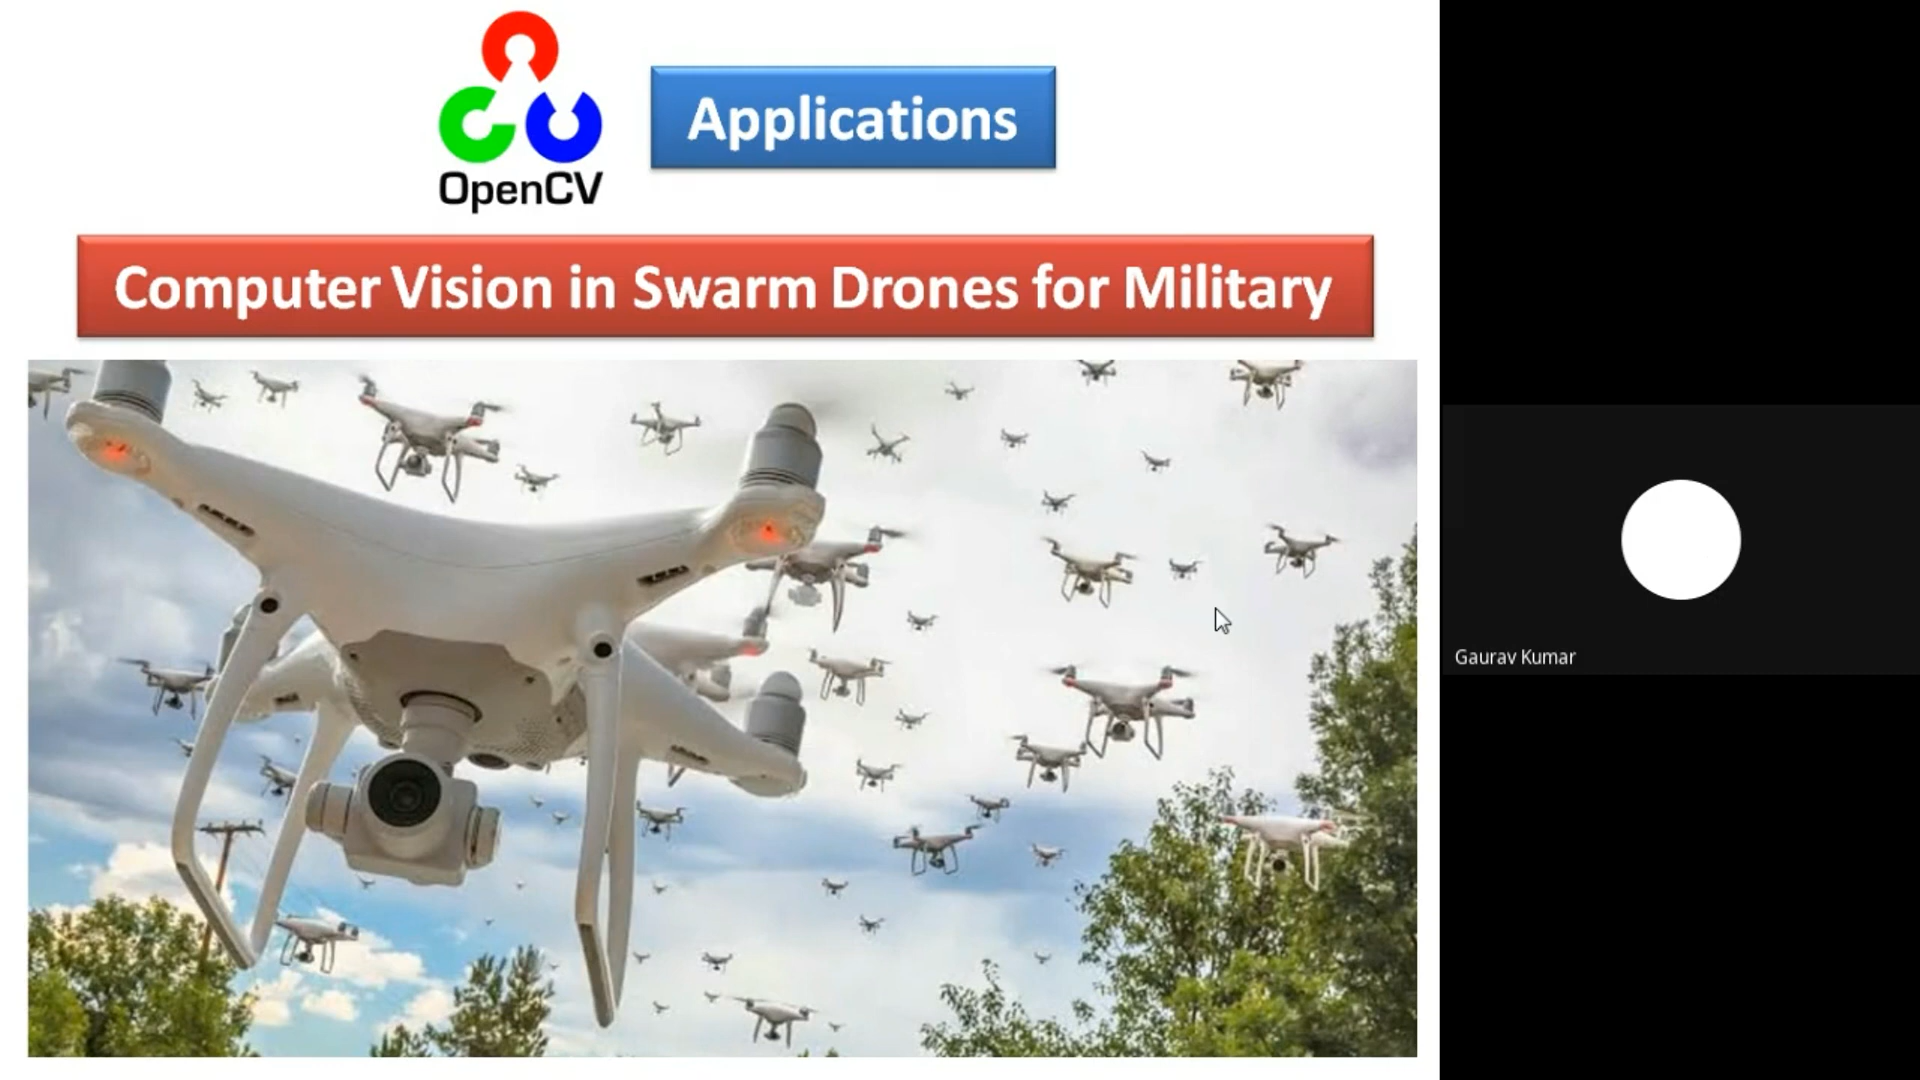 OpenCV
Applications
Computer Vision in Swarm Drones for Military
Gaurav Kumar